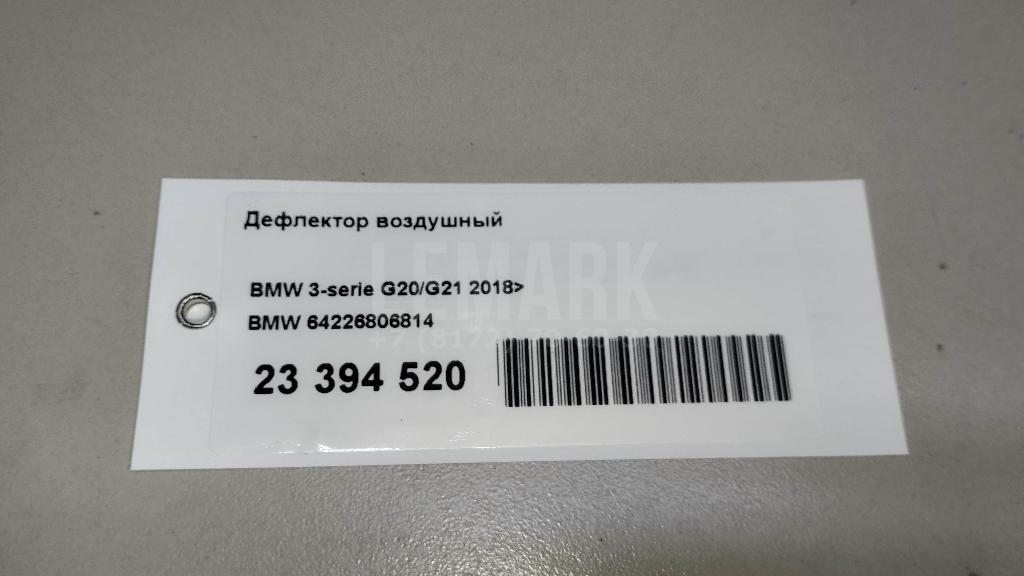 Дефлектор воздушный
LEMARK
BMW 3-serie G20/G21 2018>
BMW 64226806814
23 394 520